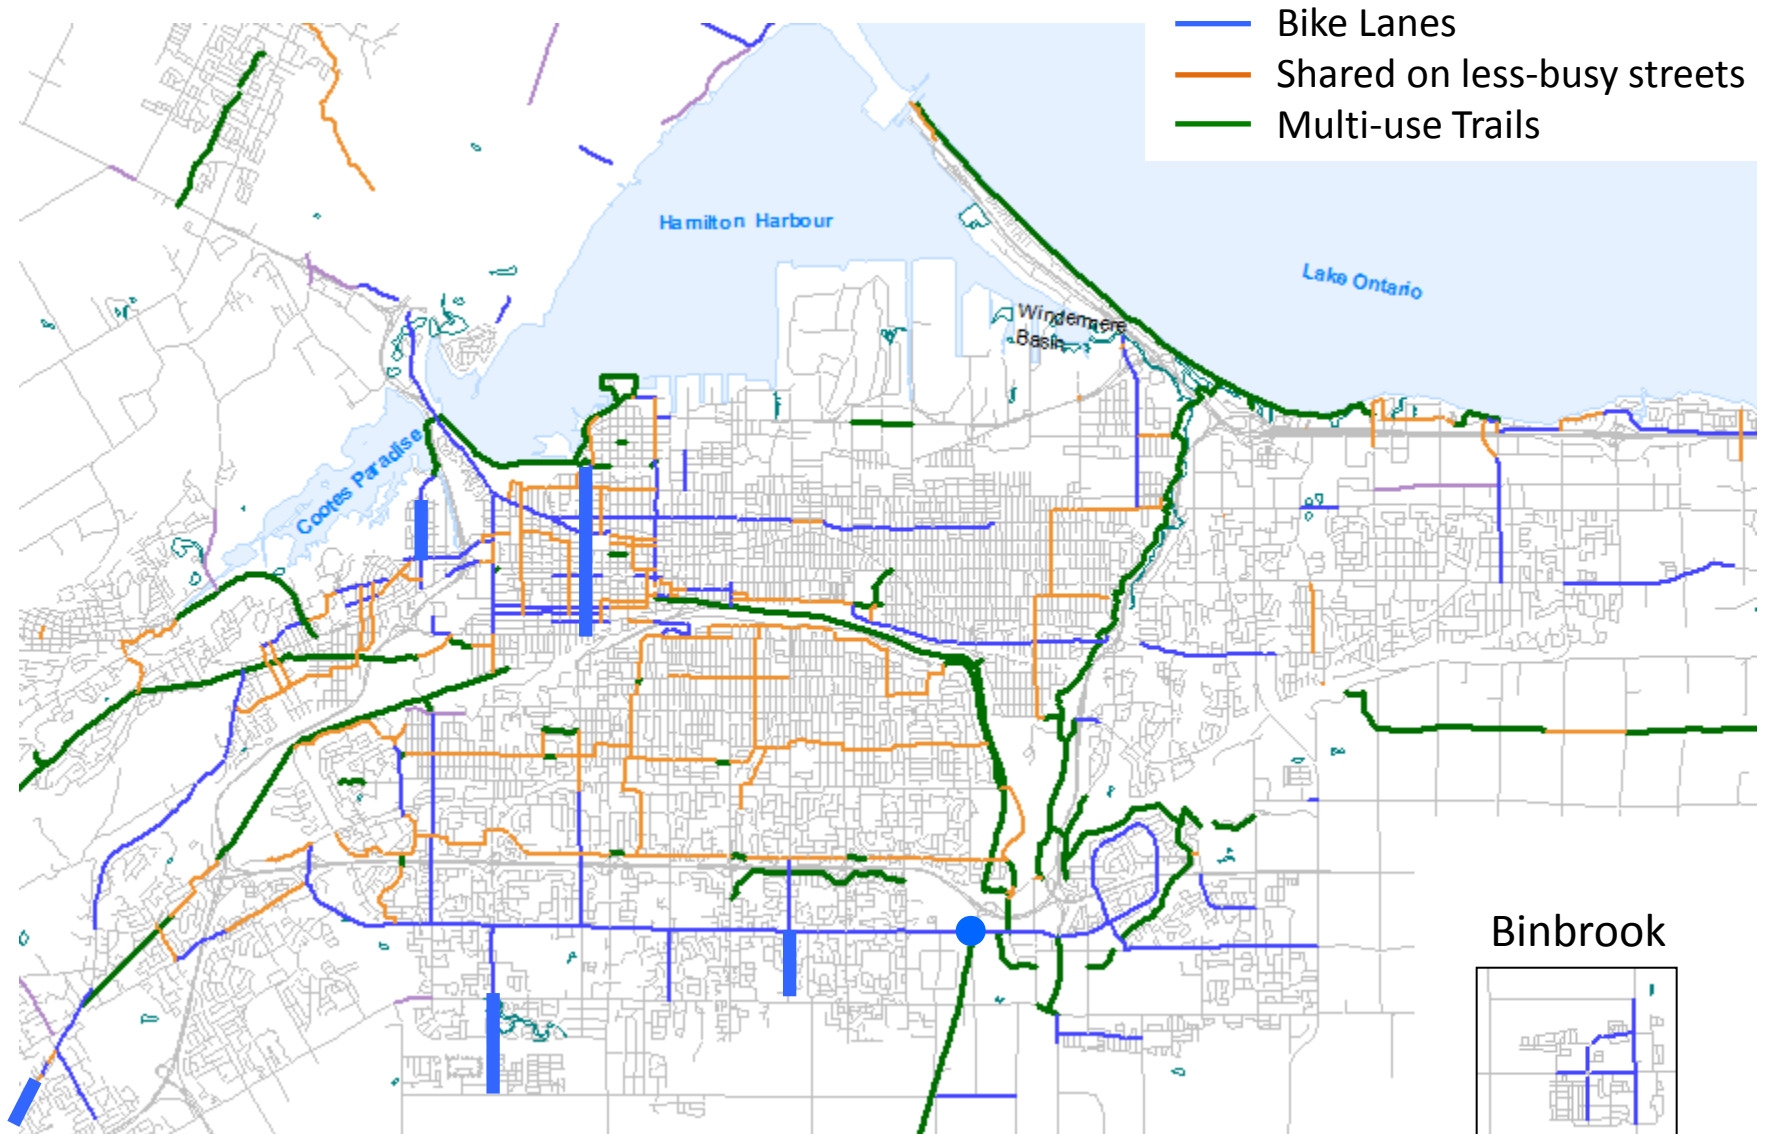 Bike Lanes
Shared on less-busy streets
Multi-use Trails
Hamilton Harbour
Lake Ontario
Windermere
Basin
Cootes Paradise
Binbrook